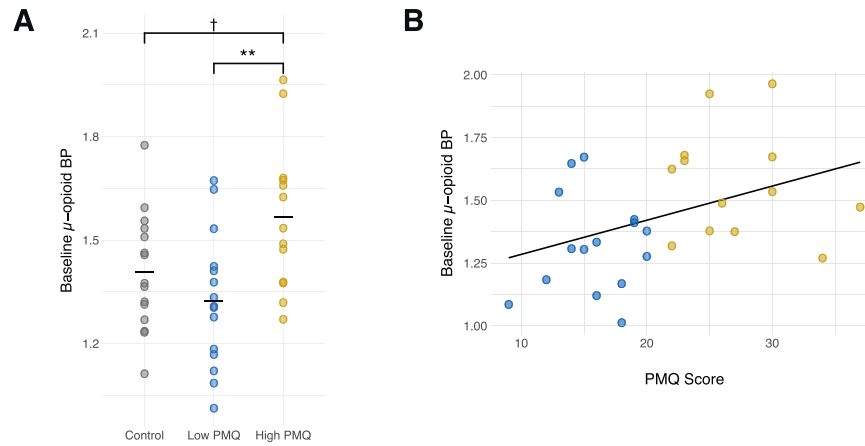 A
B
†
**
2.1
1.8
1.5
1.2
Baseline μ−opioid BP
Control
Low PMQ
High PMQ
2.00
1.75
1.50
1.25
1.00
Baseline μ−opioid BP
10
20
30
PMQ Score